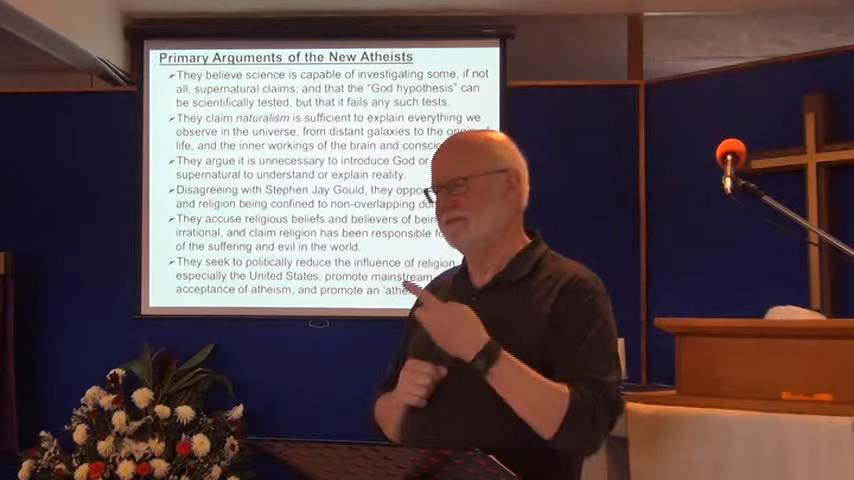 Primary Arguments of the New Atheists
➢They believe science is capable of investigating some, if not
all, supernatural claims; and that the “God hypothesis” can
be scientifically tested, but that it fails any such tests.
➢They claim naturalism is sufficient to explain everything we
observe in the universe, from distant galaxies to the
life, and the inner workings of the brain and
➢They argue it is unnecessary to introduce God or
supernatural to understand or explain reality.
➢Disagreeing with Stephen Jay Gould, they
and religion being confined to non-overlapping
➢They accuse religious beliefs and believers of
irrational, and claim religion has been responsible
of the suffering and evil in the world.
➢They seek to politically reduce the influence of religion
especially the United States, promote mainstream
acceptance of atheism, and promote an